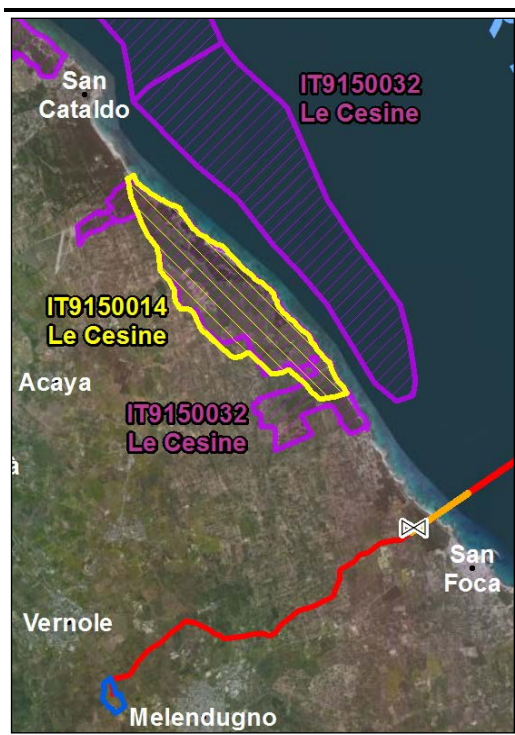 San
Cataldo
IT9150032
Le Cesine
IT9150014
Le Cesine
Acaya
IT9150032
Le Cesine
à
San
Foca
Vernole
Melendugno